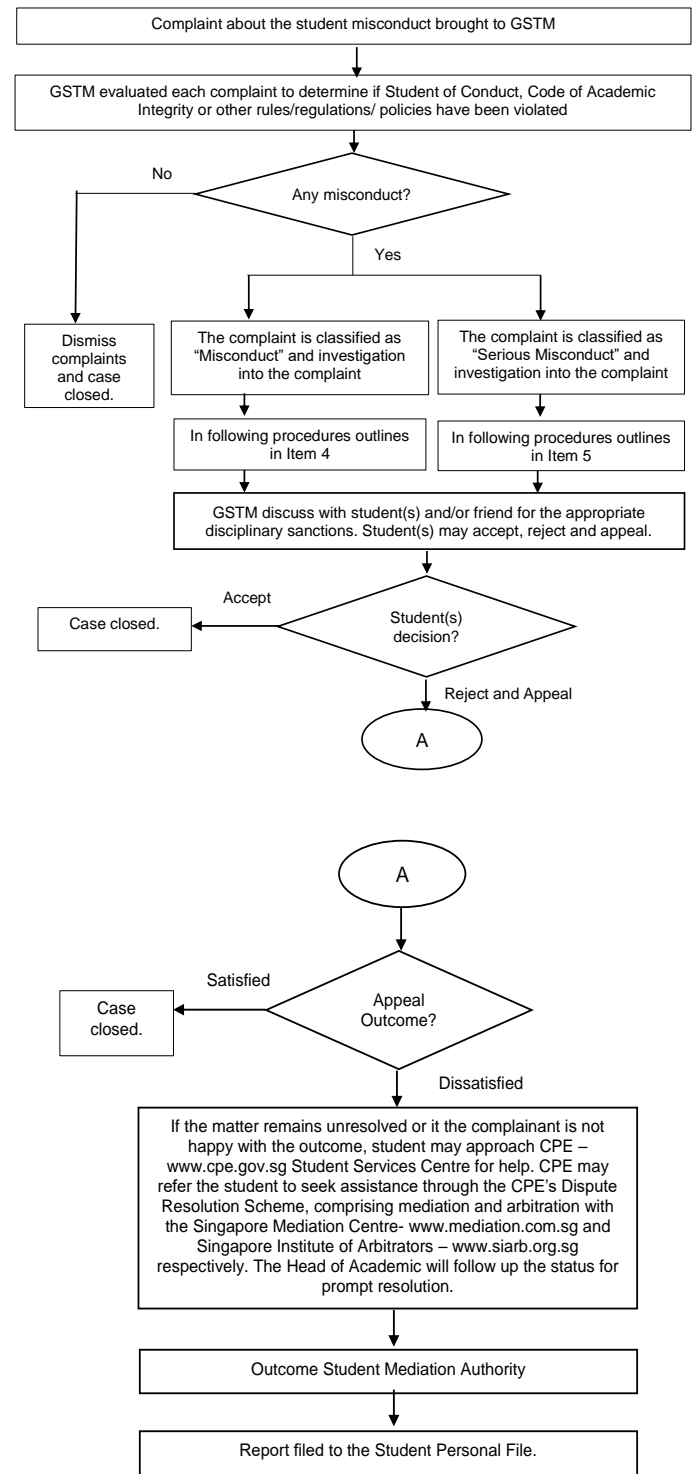 Complaint about the student misconduct brought to GSTM
GSTM evaluated each complaint to determine if Student of Conduct, Code of Academic
Integrity or other rules/regulations/ policies have been violated
No
Any misconduct?
Yes
Dismiss
complaints
and case
closed.
The complaint is classified as
“Misconduct” and investigation
into the complaint
The complaint is classified as
“Serious Misconduct” and
investigation into the complaint
In following procedures outlines
in Item 4
In following procedures outlines
in Item 5
GSTM discuss with student(s) and/or friend for the appropriate
disciplinary sanctions. Student(s) may accept, reject and appeal.
Accept
Case closed.
Student(s)
decision?
Reject and Appeal
A
A
Satisfied
Case
closed.
Appeal
Outcome?
Dissatisfied
If the matter remains unresolved or it the complainant is not
happy with the outcome, student may approach CPE –
www.cpe.gov.sg Student Services Centre for help. CPE may
refer the student to seek assistance through the CPE’s Dispute
Resolution Scheme, comprising mediation and arbitration with
the Singapore Mediation Centre- www.mediation.com.sg and
Singapore Institute of Arbitrators – www.siarb.org.sg
respectively. The Head of Academic will follow up the status for
prompt resolution.
Outcome Student Mediation Authority
Report filed to the Student Personal File.